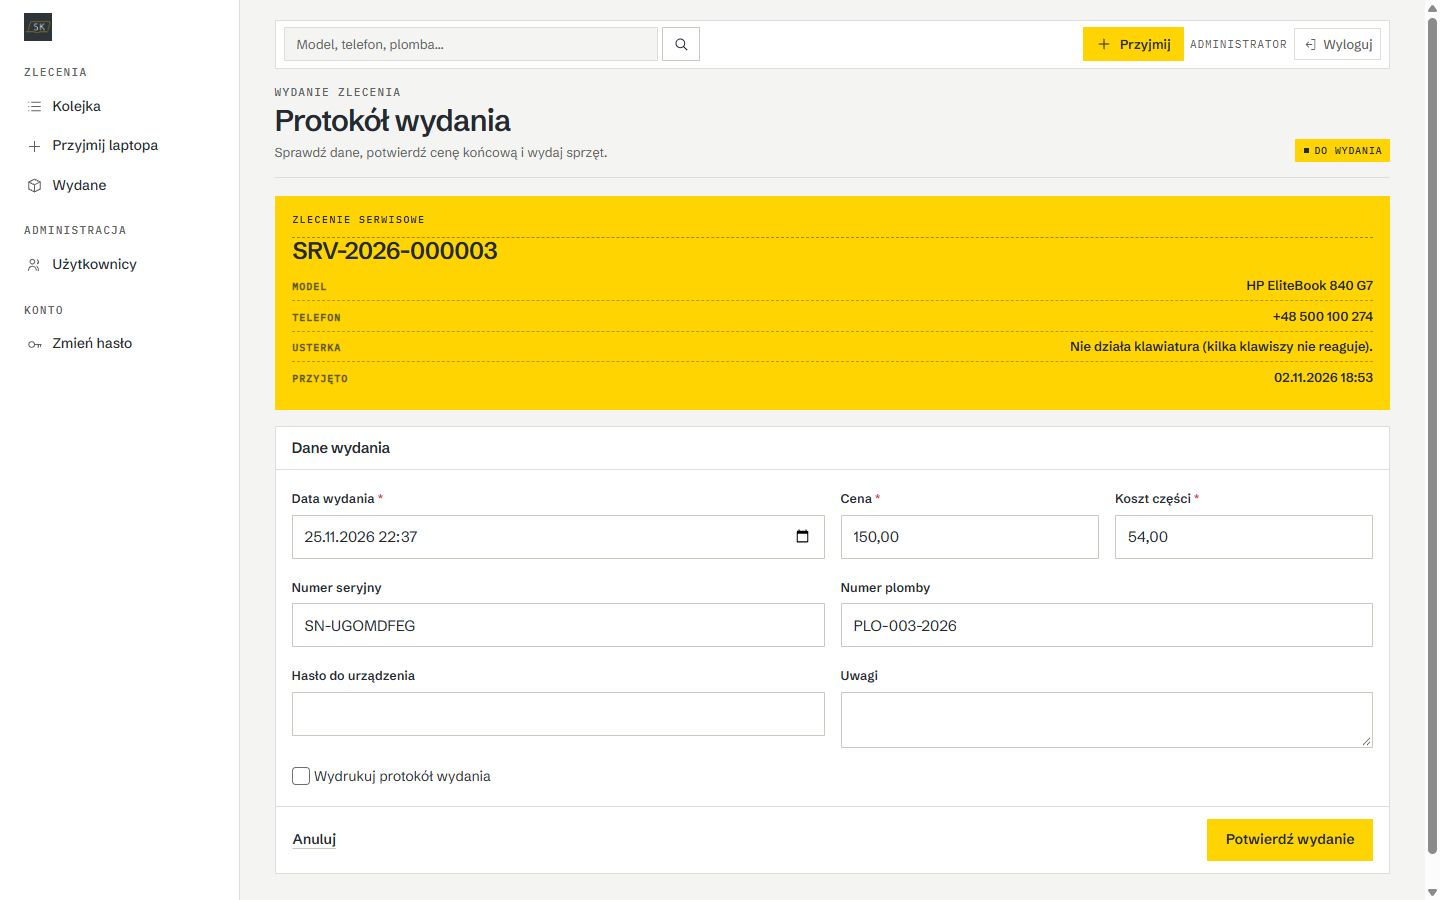 SK
ZLECENIA
Kolejka
Przyjmij laptopa
Wydane
ADMINISTRACJA
Użytkownicy
KONTO
Zmień hasło
Model, telefon, plomba...
Przyjmij
ADMINISTRATOR
Wyloguj
WYDANIE ZLECENIA
Protokół wydania
Sprawdź dane, potwierdź cenę końcową i wydaj sprzęt.
DO WYDANIA
ZLECENIE SERWISOWE
SRV-2026-000003
MODEL HP EliteBook 840 G7
TELEFON +48 500 100 274
USTERKA Nie działa klawiatura (kilka klawiszy nie reaguje).
PRZYJĘTO 02.11.2026 18:53
Dane wydania
Data wydania * Cena * Koszt części *
25.11.2026 22:37 150,00 54,00
Numer seryjny Numer plomby
SN-UGOMDFEG PLO-003-2026
Hasło do urządzenia Uwagi
Wydrukuj protokół wydania
Anuluj Potwierdź wydanie